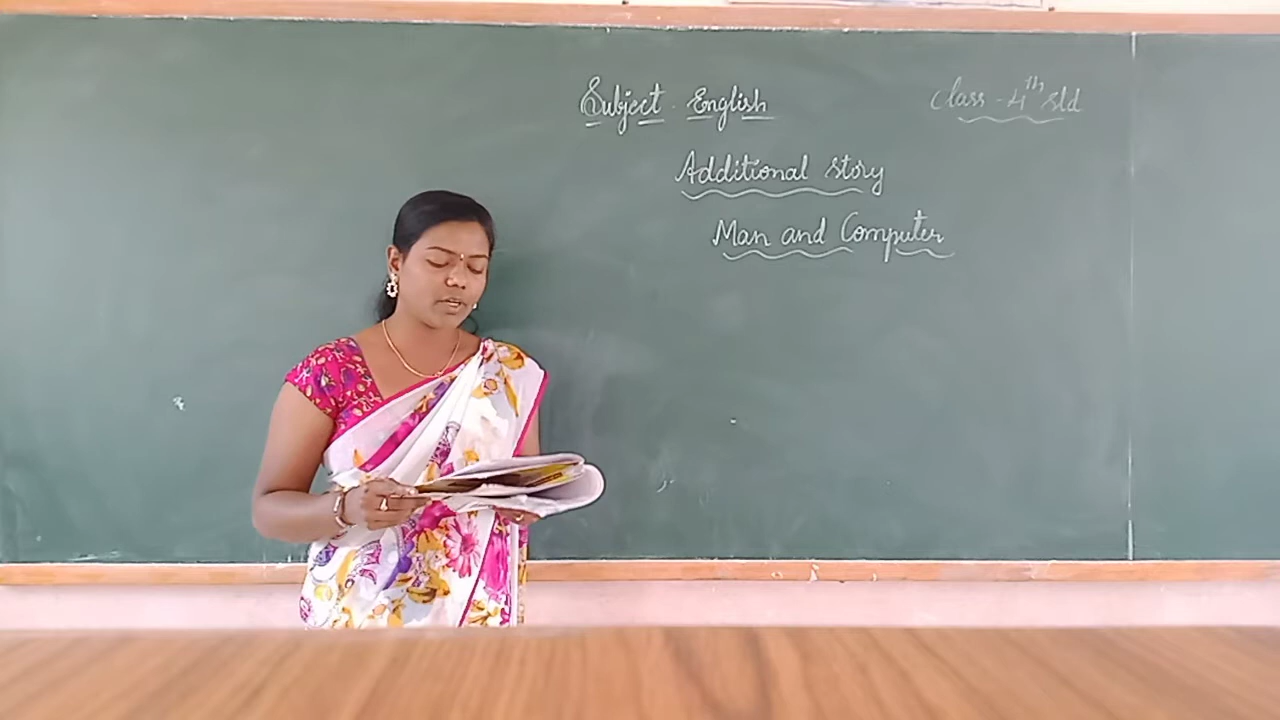 Subject - English
Class - 4th std
Additional story
Man and Computer